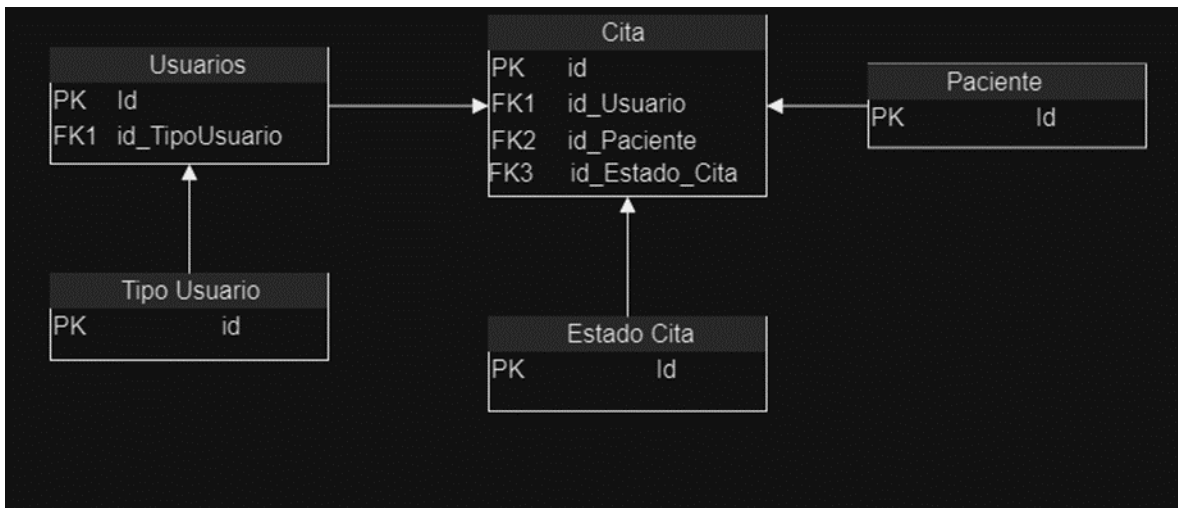 Usuarios
PK Id
FK1 id_TipoUsuario
Cita
PK id
FK1 id_Usuario
FK2 id_Paciente
FK3 id_Estado_Cita
Paciente
PK Id
Tipo Usuario
PK id
Estado Cita
PK Id